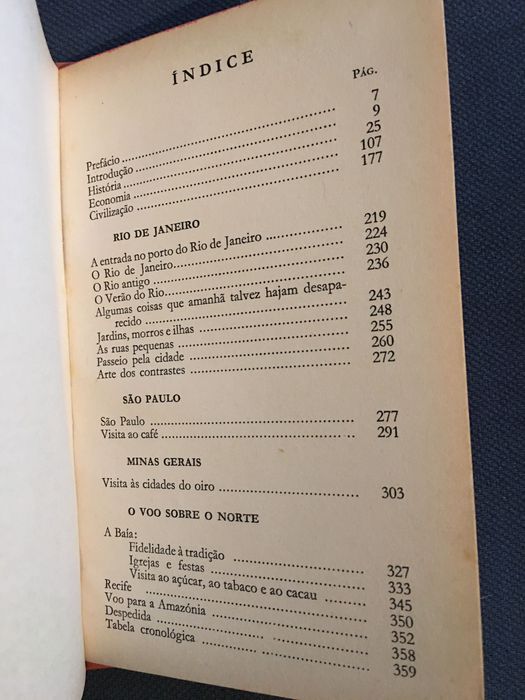 ÍNDICE
PÁG.
Prefácio ........ 7
Introdução ........ 9
História ........ 25
Economia ........ 107
Civilização ........ 177
RIO DE JANEIRO
A entrada no porto do Rio de Janeiro ........ 219
O Rio de Janeiro ........ 224
O Rio antigo ........ 230
O Verão do Rio ........ 236
Algumas coisas que amanhã talvez hajam desapa-
recido ........ 243
Jardins, morros e ilhas ........ 248
As ruas pequenas ........ 255
Passeio pela cidade ........ 260
Arte dos contrastes ........ 272
SÃO PAULO
São Paulo ........ 277
Visita ao café ........ 291
MINAS GERAIS
Visita às cidades do oiro ........ 303
O VOO SOBRE O NORTE
A Baía:
Fidelidade à tradição ........ 327
Igrejas e festas ........ 333
Visita ao açúcar, ao tabaco e ao cacau ........ 345
Recife ........ 350
Voo para a Amazónia ........ 352
Despedida ........ 358
Tabela cronológica ........ 359